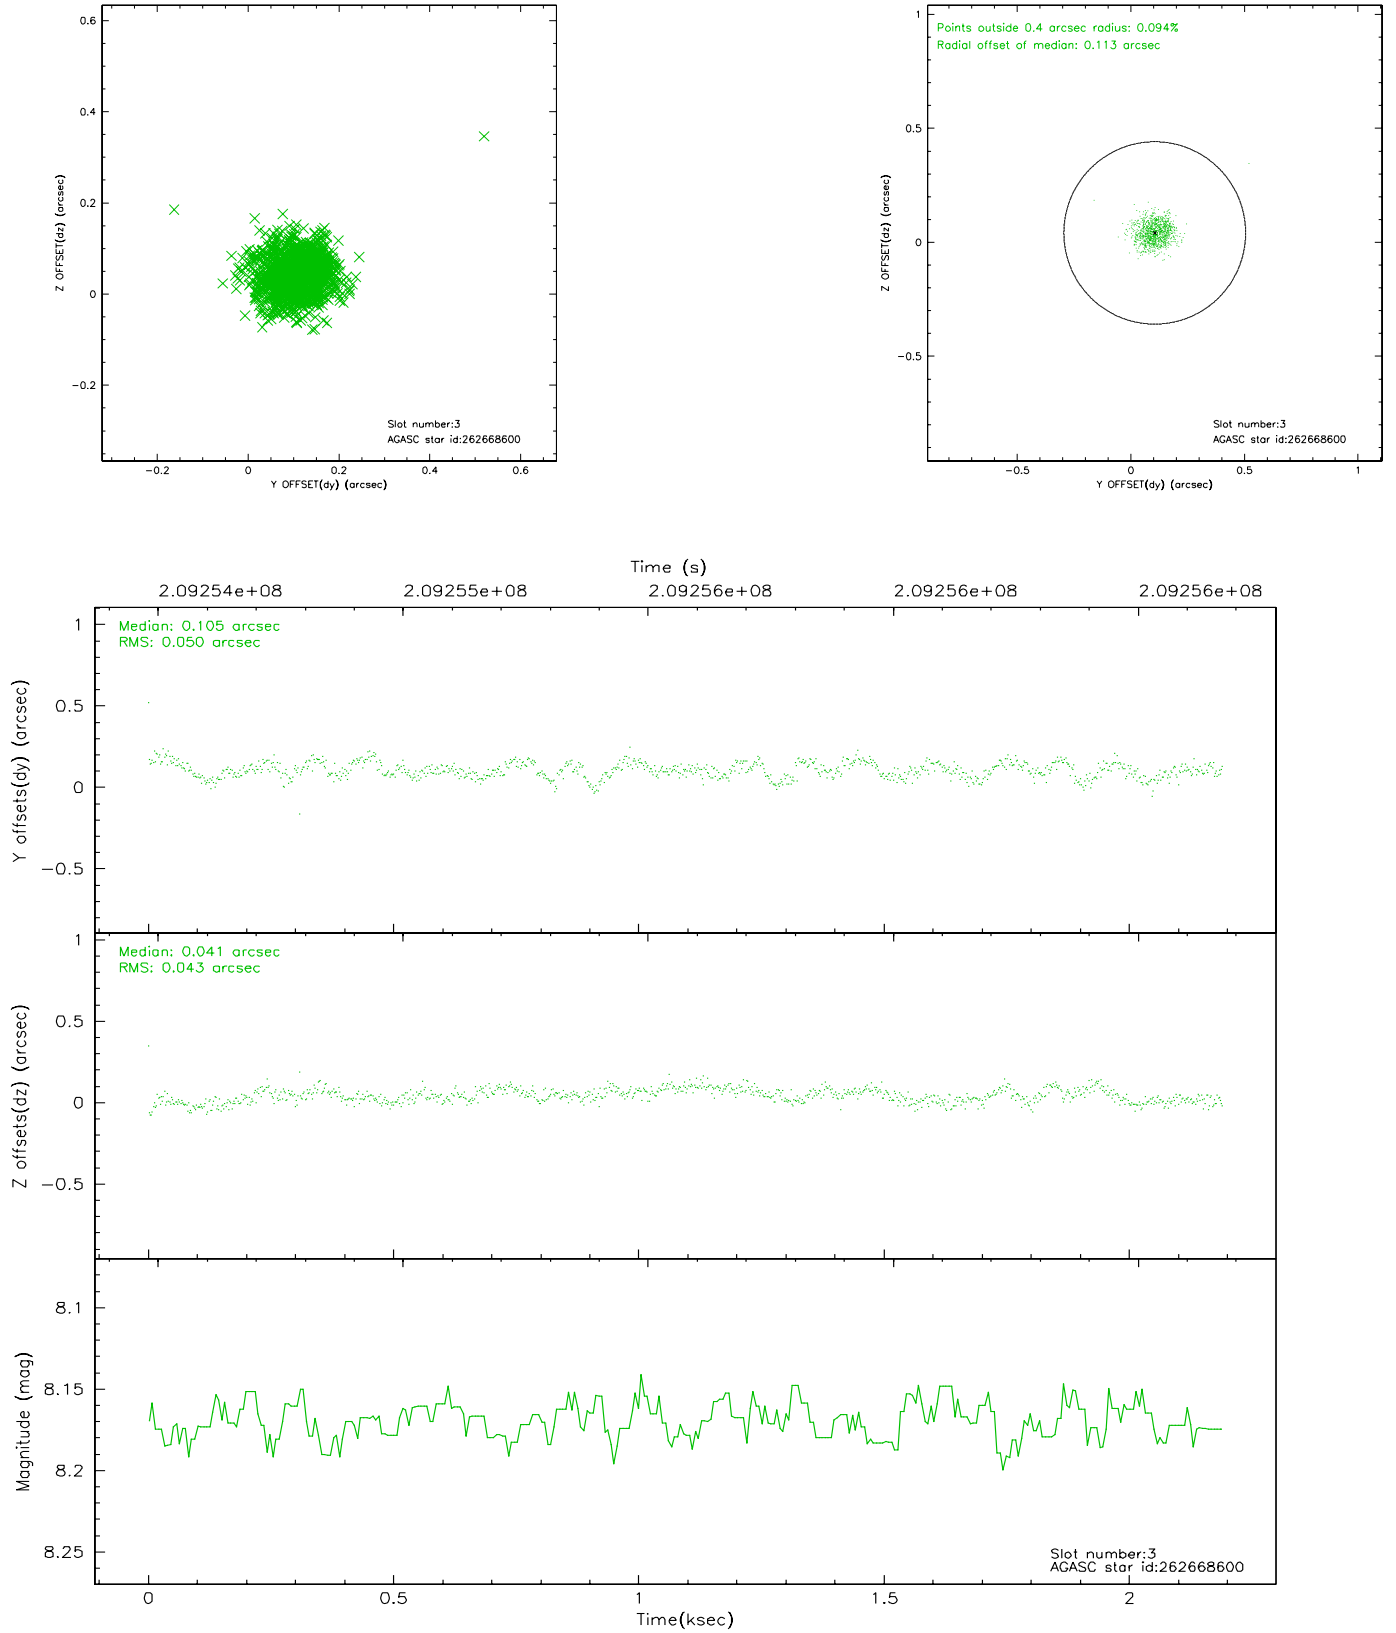 0.6
0.4
0.2
0
−0.2
Z OFFSET(dz) (arcsec)
Slot number:3
AGASC star id:262668600
−0.2 0 0.2 0.4 0.6
Y OFFSET(dy) (arcsec)
Points outside 0.4 arcsec radius: 0.094%
Radial offset of median: 0.113 arcsec
1
0.5
0
−0.5
Z OFFSET(dz) (arcsec)
Slot number:3
AGASC star id:262668600
−0.5 0 0.5 1
Y OFFSET(dy) (arcsec)
Time (s)
2.09254e+08 2.09255e+08 2.09256e+08 2.09256e+08 2.09256e+08
Median: 0.105 arcsec
RMS: 0.050 arcsec
1
0.5
0
−0.5
Y offsets(dy) (arcsec)
Median: 0.041 arcsec
RMS: 0.043 arcsec
1
0.5
0
−0.5
Z offsets(dz) (arcsec)
8.1
8.15
8.2
8.25
Magnitude (mag)
Slot number:3
AGASC star id:262668600
0 0.5 1 1.5 2
Time(ksec)